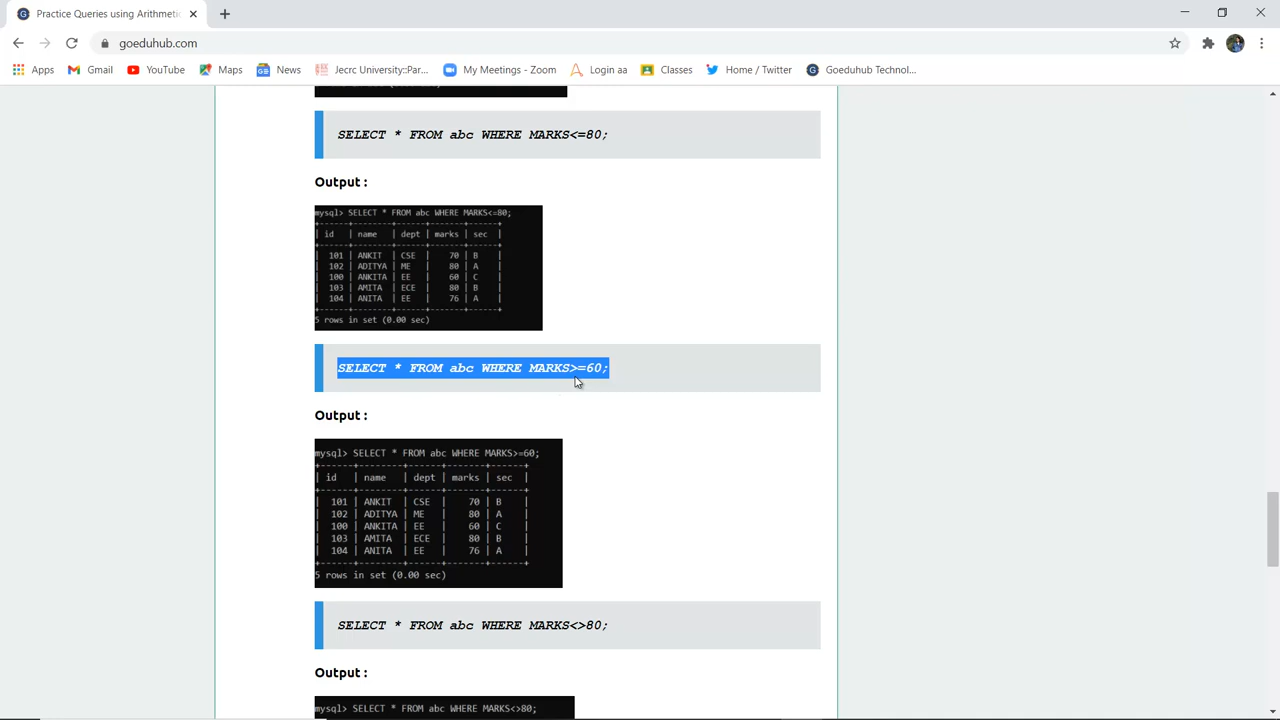 Practice Queries using Arithmeti
goeduhub.com
Apps Gmail YouTube Maps News Jecrc University::Par... My Meetings - Zoom Login aa Classes Home / Twitter Goeduhub Technol...
SELECT * FROM abc WHERE MARKS<=80;
Output :
mysql> SELECT * FROM abc WHERE MARKS<=80;
+------+--------+------+-------+------+
| id | name | dept | marks | sec |
+------+--------+------+-------+------+
| 101 | ANKIT | CSE | 70 | B |
| 102 | ADITYA | ME | 80 | A |
| 100 | ANKITA | EE | 60 | C |
| 103 | AMITA | ECE | 80 | B |
| 104 | ANITA | EE | 76 | A |
+------+--------+------+-------+------+
5 rows in set (0.00 sec)
SELECT * FROM abc WHERE MARKS>=60;
Output :
mysql> SELECT * FROM abc WHERE MARKS>=60;
+------+--------+------+-------+------+
| id | name | dept | marks | sec |
+------+--------+------+-------+------+
| 101 | ANKIT | CSE | 70 | B |
| 102 | ADITYA | ME | 80 | A |
| 100 | ANKITA | EE | 60 | C |
| 103 | AMITA | ECE | 80 | B |
| 104 | ANITA | EE | 76 | A |
+------+--------+------+-------+------+
5 rows in set (0.00 sec)
SELECT * FROM abc WHERE MARKS<>80;
Output :
mysql> SELECT * FROM abc WHERE MARKS<>80;